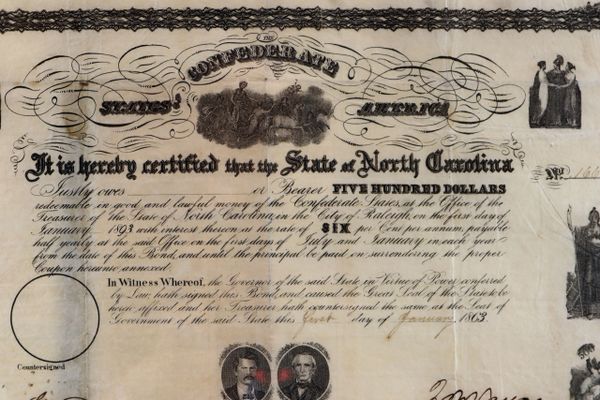 THE
CONFEDERATE
STATES OF AMERICA
It is hereby certified that the State of North Carolina
No. 166
Justly owes or Bearer FIVE HUNDRED DOLLARS
redeemable in good and lawful money of the Confederate States, at the Office of the
Treasurer of the State of North Carolina, in the City of Raleigh, on the first day of
January 1893 with interest thereon at the rate of SIX per Cent per annum, payable
half yearly at the said Office on the first days of July and January in each year
from the date of this Bond, and until the principal be paid on surrendering the proper
Coupon hereunto annexed.
In Witness Whereof, the Governor of the said State, in Virtue of Power conferred
by Law, hath signed this Bond, and caused the Great Seal of the State to be
hereto affixed and her Treasurer hath countersigned the same at the Seat of
Government of the said State this first day of January, 1863
Countersigned